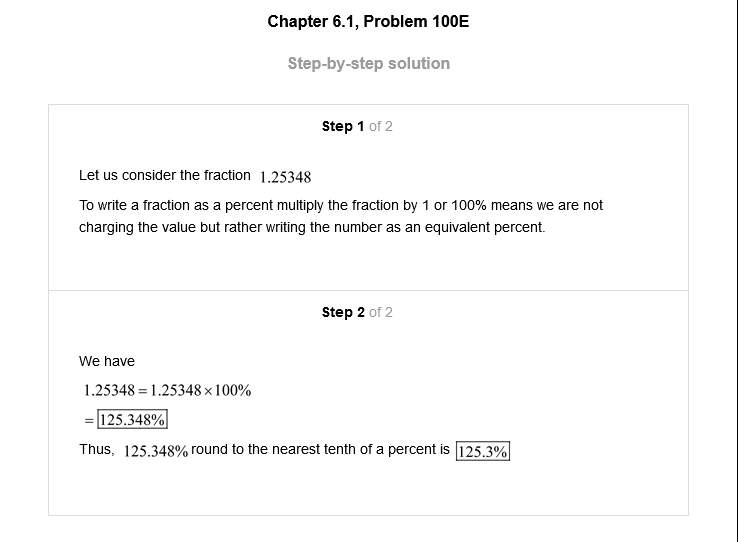 Chapter 6.1, Problem 100E
Step-by-step solution
Step 1 of 2
Let us consider the fraction 1.25348
To write a fraction as a percent multiply the fraction by 1 or 100% means we are not
charging the value but rather writing the number as an equivalent percent.
Step 2 of 2
We have
1.25348 = 1.25348 × 100%
= 125.348%
Thus, 125.348% round to the nearest tenth of a percent is 125.3%